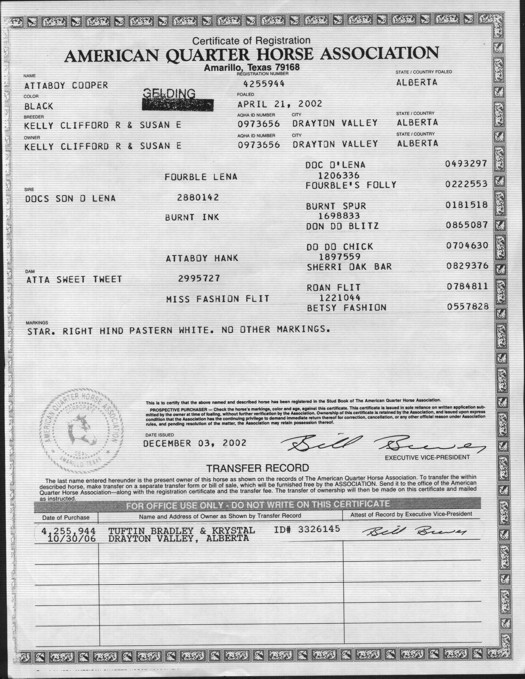 Certificate of Registration
AMERICAN QUARTER HORSE ASSOCIATION
Amarillo, Texas 79168
NAME
ATTABOY COOPER
REGISTRATION NUMBER
4255944
STATE / COUNTRY FOALED
ALBERTA
COLOR
BLACK
GELDING
FOALED
APRIL 21, 2002
BREEDER
KELLY CLIFFORD R & SUSAN E
AQHA ID NUMBER
0973656
CITY
DRAYTON VALLEY
STATE / COUNTRY
ALBERTA
OWNER
KELLY CLIFFORD R & SUSAN E
AQHA ID NUMBER
0973656
CITY
DRAYTON VALLEY
STATE / COUNTRY
ALBERTA
DOC O'LENA 0493297
FOURBLE LENA 1206336
FOURBLE'S FOLLY 0222553
SIRE
DOCS SON O LENA 2880142
BURNT SPUR 0181518
BURNT INK 1698833
DON DO BLITZ 0865087
DO DO CHICK 0704630
ATTABOY HANK 1897559
SHERRI OAK BAR 0829376
DAM
ATTA SWEET TWEET 2995727
ROAN FLIT 0784811
MISS FASHION FLIT 1221044
BETSY FASHION 0557828
MARKINGS
STAR. RIGHT HIND PASTERN WHITE. NO OTHER MARKINGS.
This is to certify that the above named and described horse has been registered in the Stud Book of The American Quarter Horse Association.
PROSPECTIVE PURCHASER — Check the horse's markings, color and age, against this certificate. This certificate is issued in sole reliance on written application sub-
mitted by the owner at time of foaling, without further verification by the Association. Ownership of this certificate is retained by the Association, and issued upon express
condition that the Association has the continuing privilege to demand immediate return thereof for correction, cancellation, or any other official reason under Association
rules, and pending resolution of the matter, the Association may retain possession thereof.
DATE ISSUED
DECEMBER 03, 2002
EXECUTIVE VICE-PRESIDENT
TRANSFER RECORD
The last name entered hereunder is the present owner of this horse as shown on the records of The American Quarter Horse Association. To transfer the within
described horse, make transfer on a separate transfer form or bill of sale, which will be furnished free by the ASSOCIATION. Send it to the office of the American
Quarter Horse Association—along with the registration certificate and the transfer fee. The transfer of ownership will then be made on this certificate and mailed
as instructed.
FOR OFFICE USE ONLY - DO NOT WRITE ON THIS CERTIFICATE
Date of Purchase Name and Address of Owner as Shown by Transfer Record Attest of Record by Executive Vice-President
4,255,944 TUFTIN BRADLEY & KRYSTAL ID# 3326145
10/30/06 DRAYTON VALLEY, ALBERTA